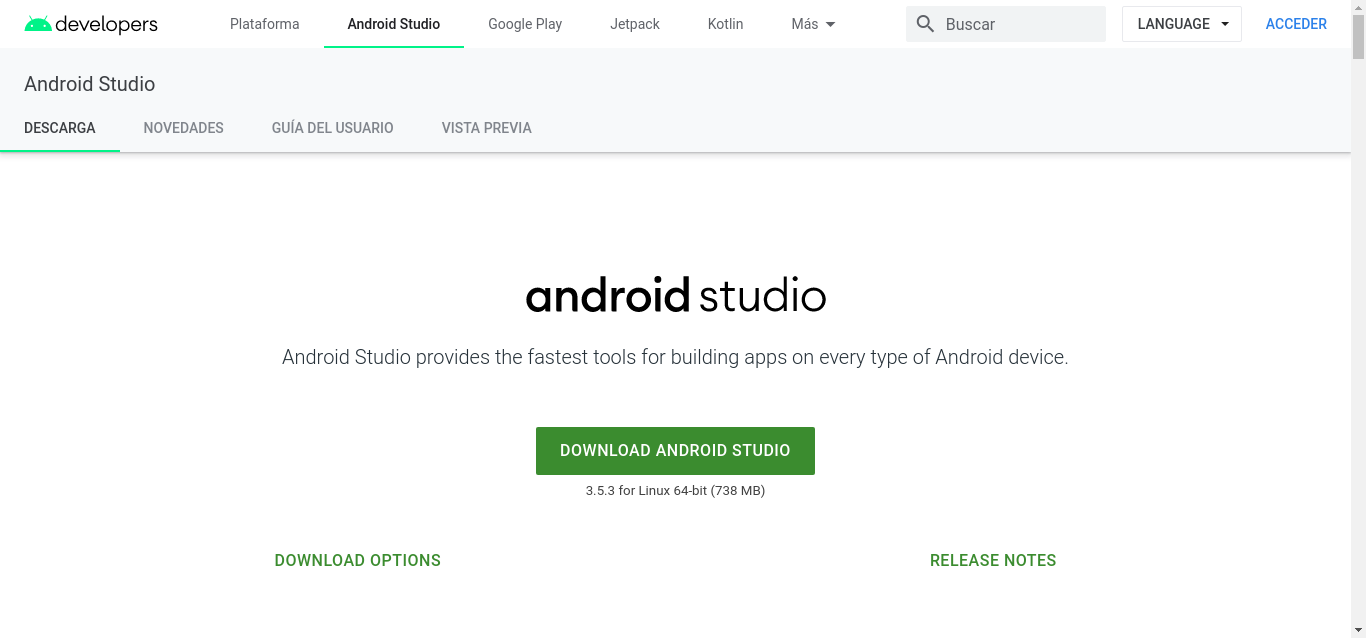 developers Plataforma Android Studio Google Play Jetpack Kotlin Más Buscar LANGUAGE ACCEDER
Android Studio
DESCARGA NOVEDADES GUÍA DEL USUARIO VISTA PREVIA
android studio
Android Studio provides the fastest tools for building apps on every type of Android device.
DOWNLOAD ANDROID STUDIO
3.5.3 for Linux 64-bit (738 MB)
DOWNLOAD OPTIONS RELEASE NOTES